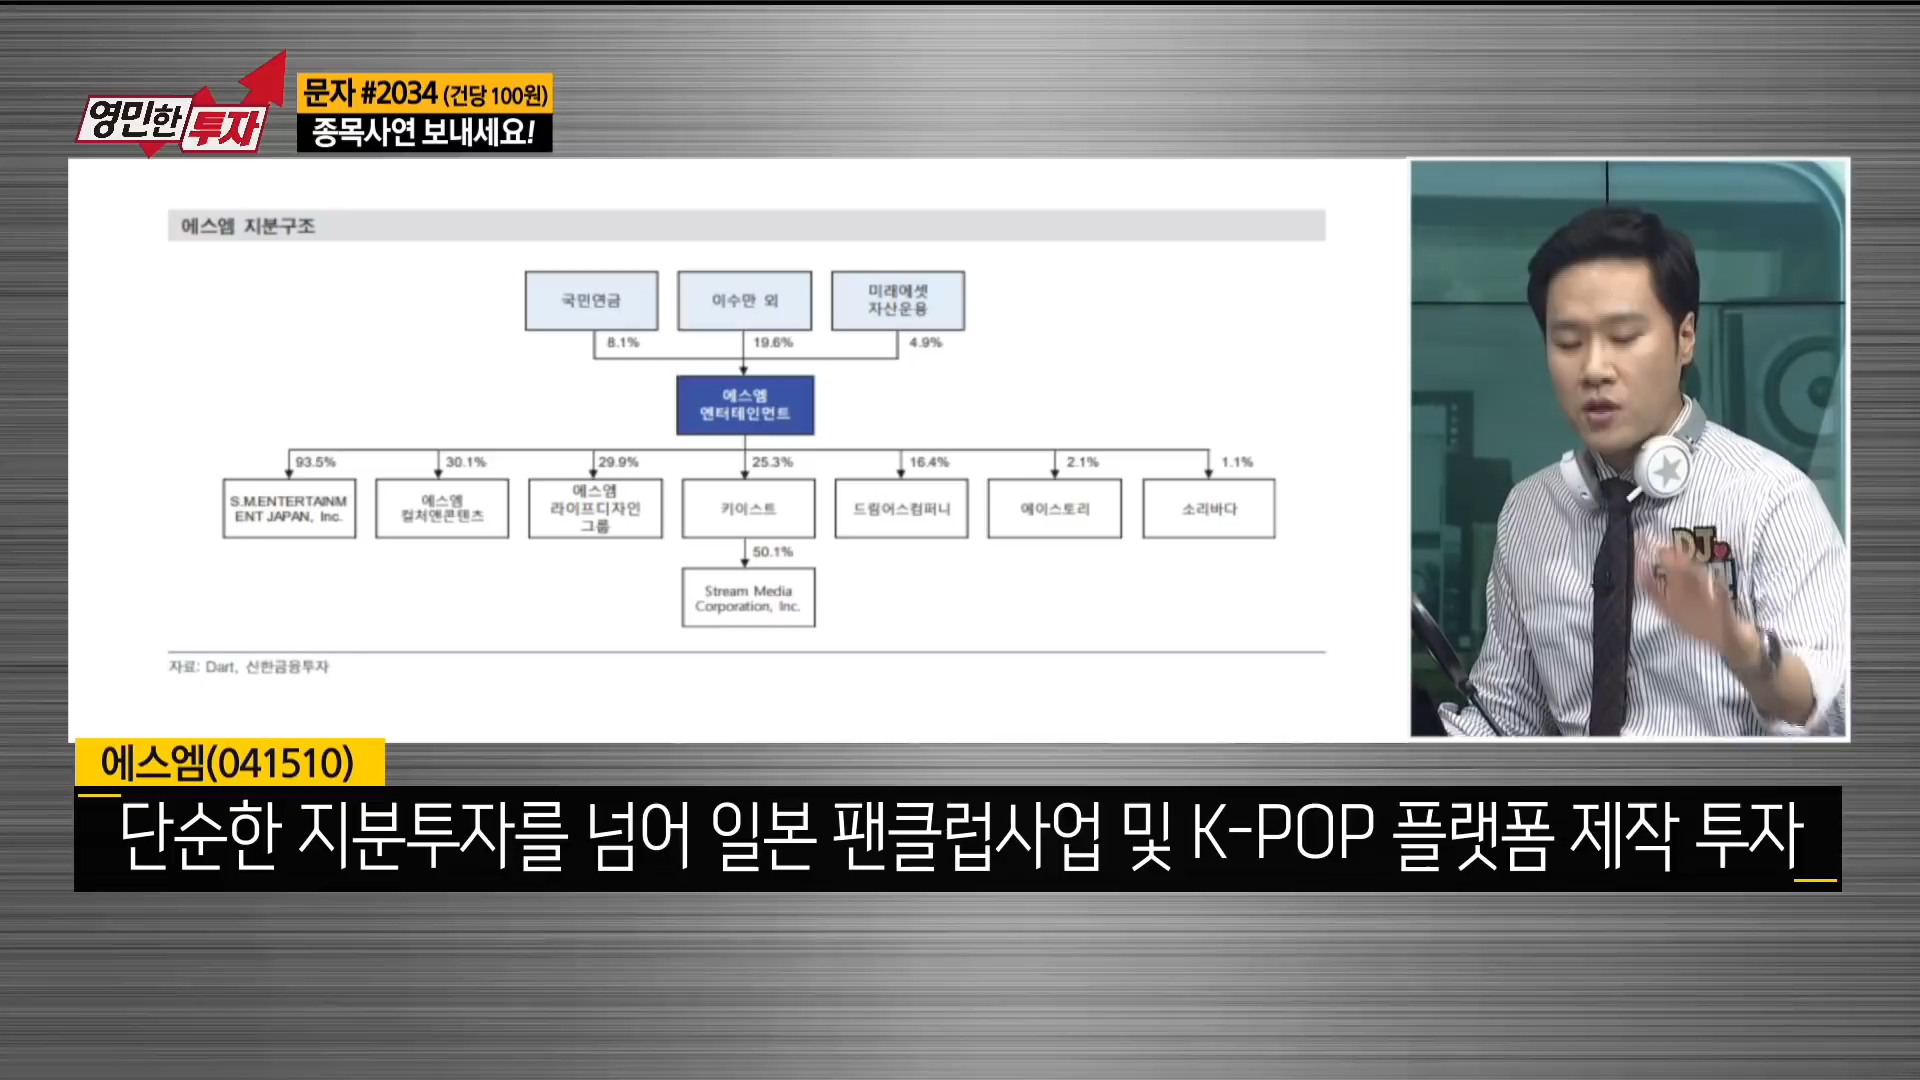 영민한 투자
문자 #2034 (건당 100원)
종목사연 보내세요!
에스엠 지분구조
국민연금
이수만 외
미래에셋
자산운용
8.1%
19.6%
4.9%
에스엠
엔터테인먼트
93.5%
30.1%
29.9%
25.3%
16.4%
2.1%
1.1%
S.M.ENTERTAINM
ENT JAPAN, Inc.
에스엠
컬처앤콘텐츠
에스엠
라이프디자인
그룹
키이스트
드림어스컴퍼니
에이스토리
소리바다
50.1%
Stream Media
Corporation, Inc.
자료: Dart, 신한금융투자
DJ
에스엠(041510)
단순한 지분투자를 넘어 일본 팬클럽사업 및 K-POP 플랫폼 제작 투자